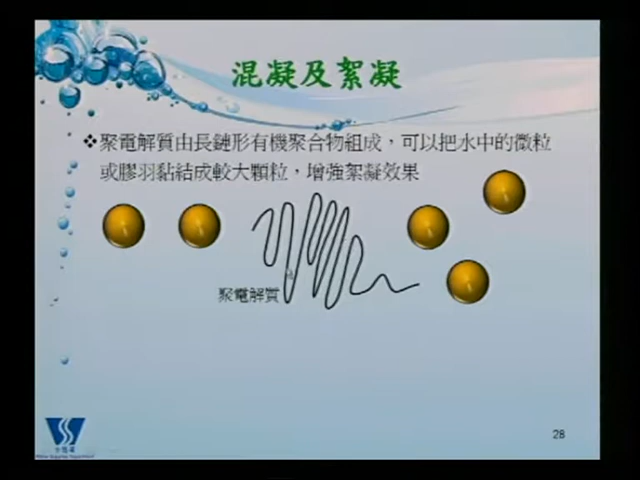 混凝及絮凝
❖聚電解質由長鏈形有機聚合物組成，可以把水中的微粒
或膠羽黏結成較大顆粒，增強絮凝效果
聚電解質
28